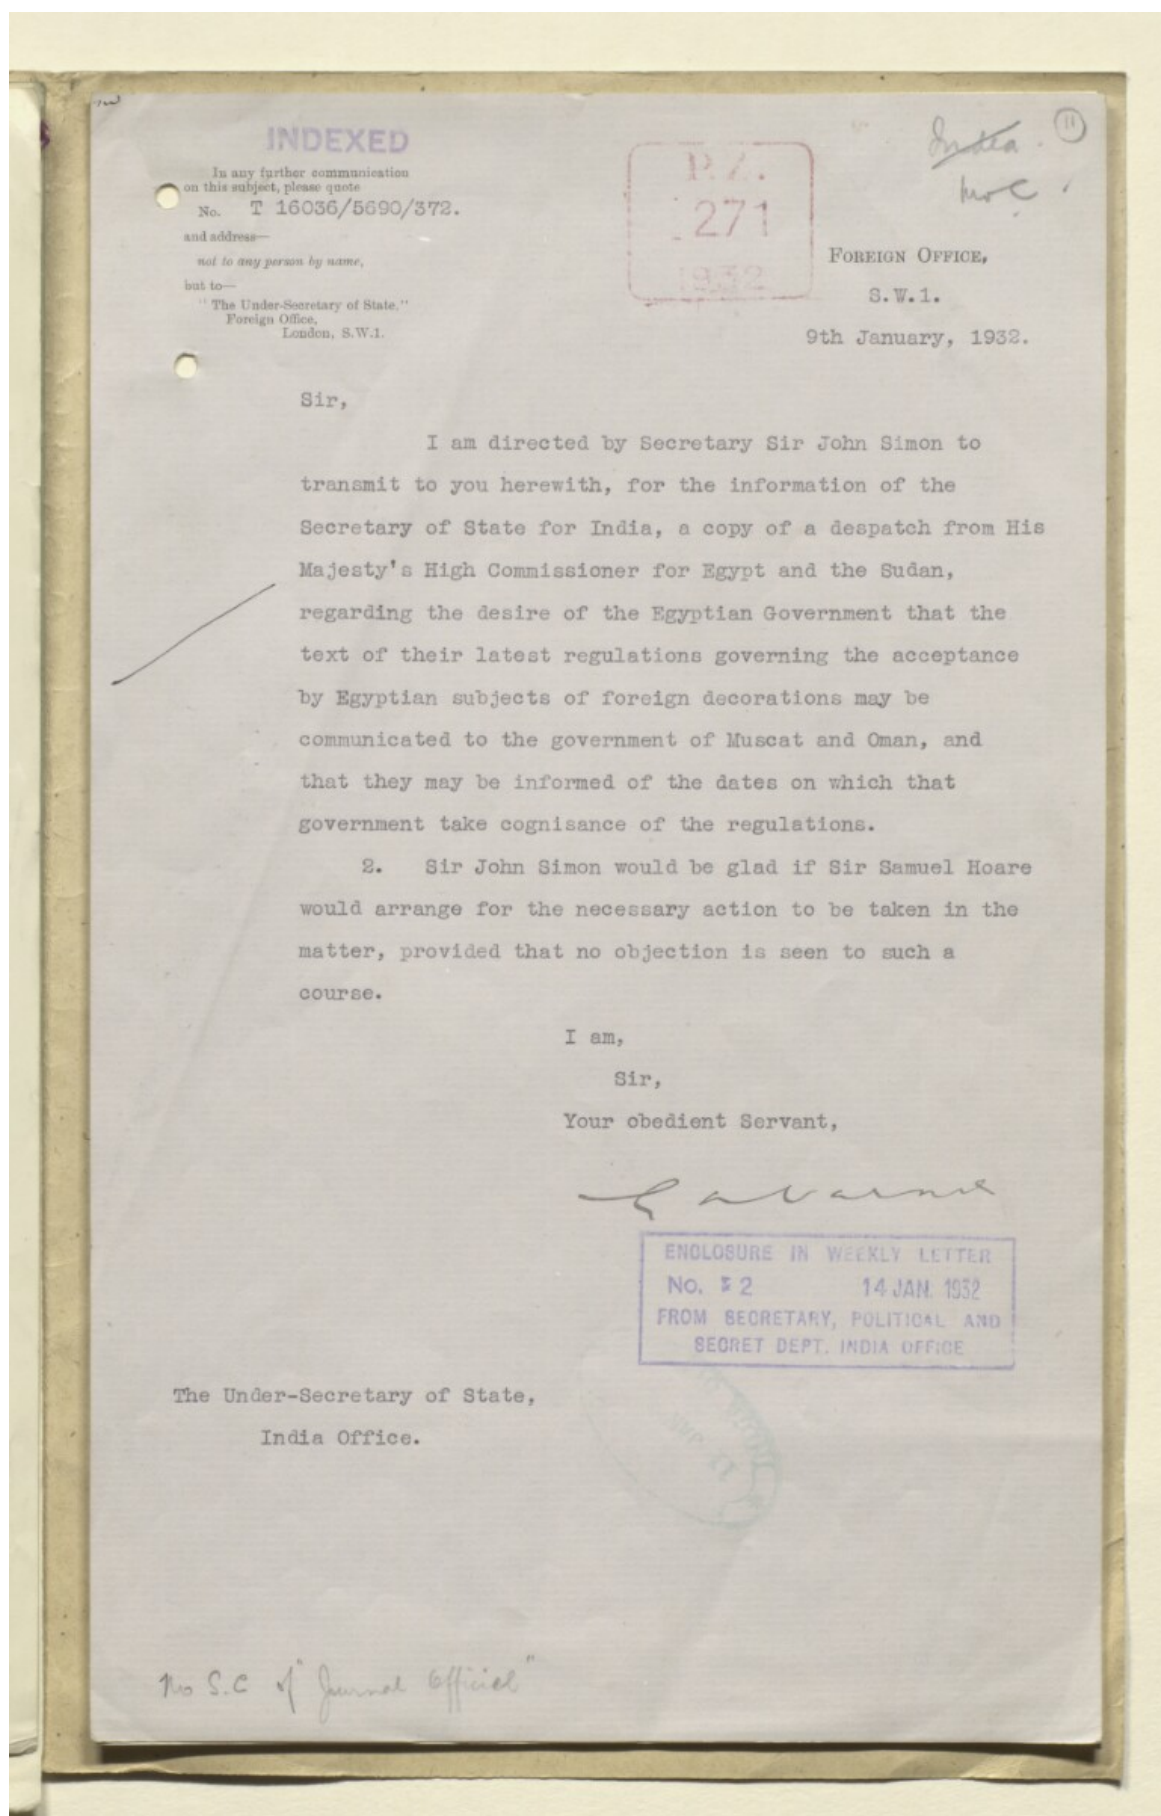 INDEXED
In any further communication
on this subject, please quote
No. T 16036/5690/372.
and address—
not to any person by name,
but to—
"The Under-Secretary of State,"
Foreign Office,
London, S.W.1.
P.Z.
271
1932
India.
11
FOREIGN OFFICE,
S.W.1.
9th January, 1932.
Sir,
I am directed by Secretary Sir John Simon to
transmit to you herewith, for the information of the
Secretary of State for India, a copy of a despatch from His
Majesty's High Commissioner for Egypt and the Sudan,
regarding the desire of the Egyptian Government that the
text of their latest regulations governing the acceptance
by Egyptian subjects of foreign decorations may be
communicated to the government of Muscat and Oman, and
that they may be informed of the dates on which that
government take cognisance of the regulations.
2. Sir John Simon would be glad if Sir Samuel Hoare
would arrange for the necessary action to be taken in the
matter, provided that no objection is seen to such a
course.
I am,
Sir,
Your obedient Servant,
ENCLOSURE IN WEEKLY LETTER
No. 2 14 JAN. 1932
FROM SECRETARY, POLITICAL AND
SECRET DEPT. INDIA OFFICE
The Under-Secretary of State,
India Office.
No S.C of "Journal Officiel"